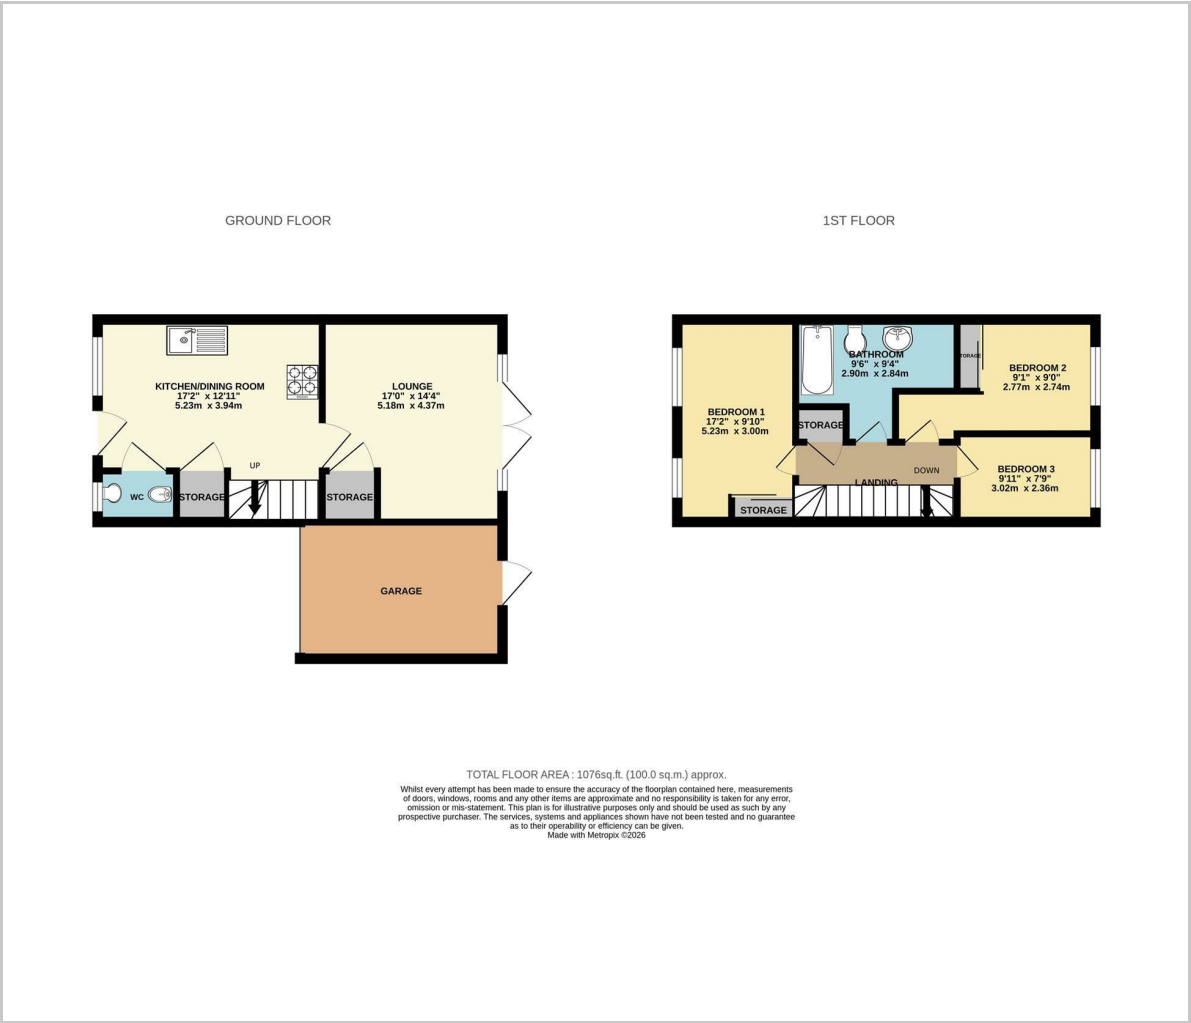 GROUND FLOOR
KITCHEN/DINING ROOM
17'2" x 12'11"
5.23m x 3.94m
LOUNGE
17'0" x 14'4"
5.18m x 4.37m
UP
WC
STORAGE
STORAGE
GARAGE
1ST FLOOR
BATHROOM
9'6" x 9'4"
2.90m x 2.84m
STORAGE
BEDROOM 2
9'1" x 9'0"
2.77m x 2.74m
BEDROOM 1
17'2" x 9'10"
5.23m x 3.00m
STORAGE
DOWN
LANDING
BEDROOM 3
9'11" x 7'9"
3.02m x 2.36m
STORAGE
TOTAL FLOOR AREA : 1076sq.ft. (100.0 sq.m.) approx.
Whilst every attempt has been made to ensure the accuracy of the floorplan contained here, measurements
of doors, windows, rooms and any other items are approximate and no responsibility is taken for any error,
omission or mis-statement. This plan is for illustrative purposes only and should be used as such by any
prospective purchaser. The services, systems and appliances shown have not been tested and no guarantee
as to their operability or efficiency can be given.
Made with Metropix ©2026